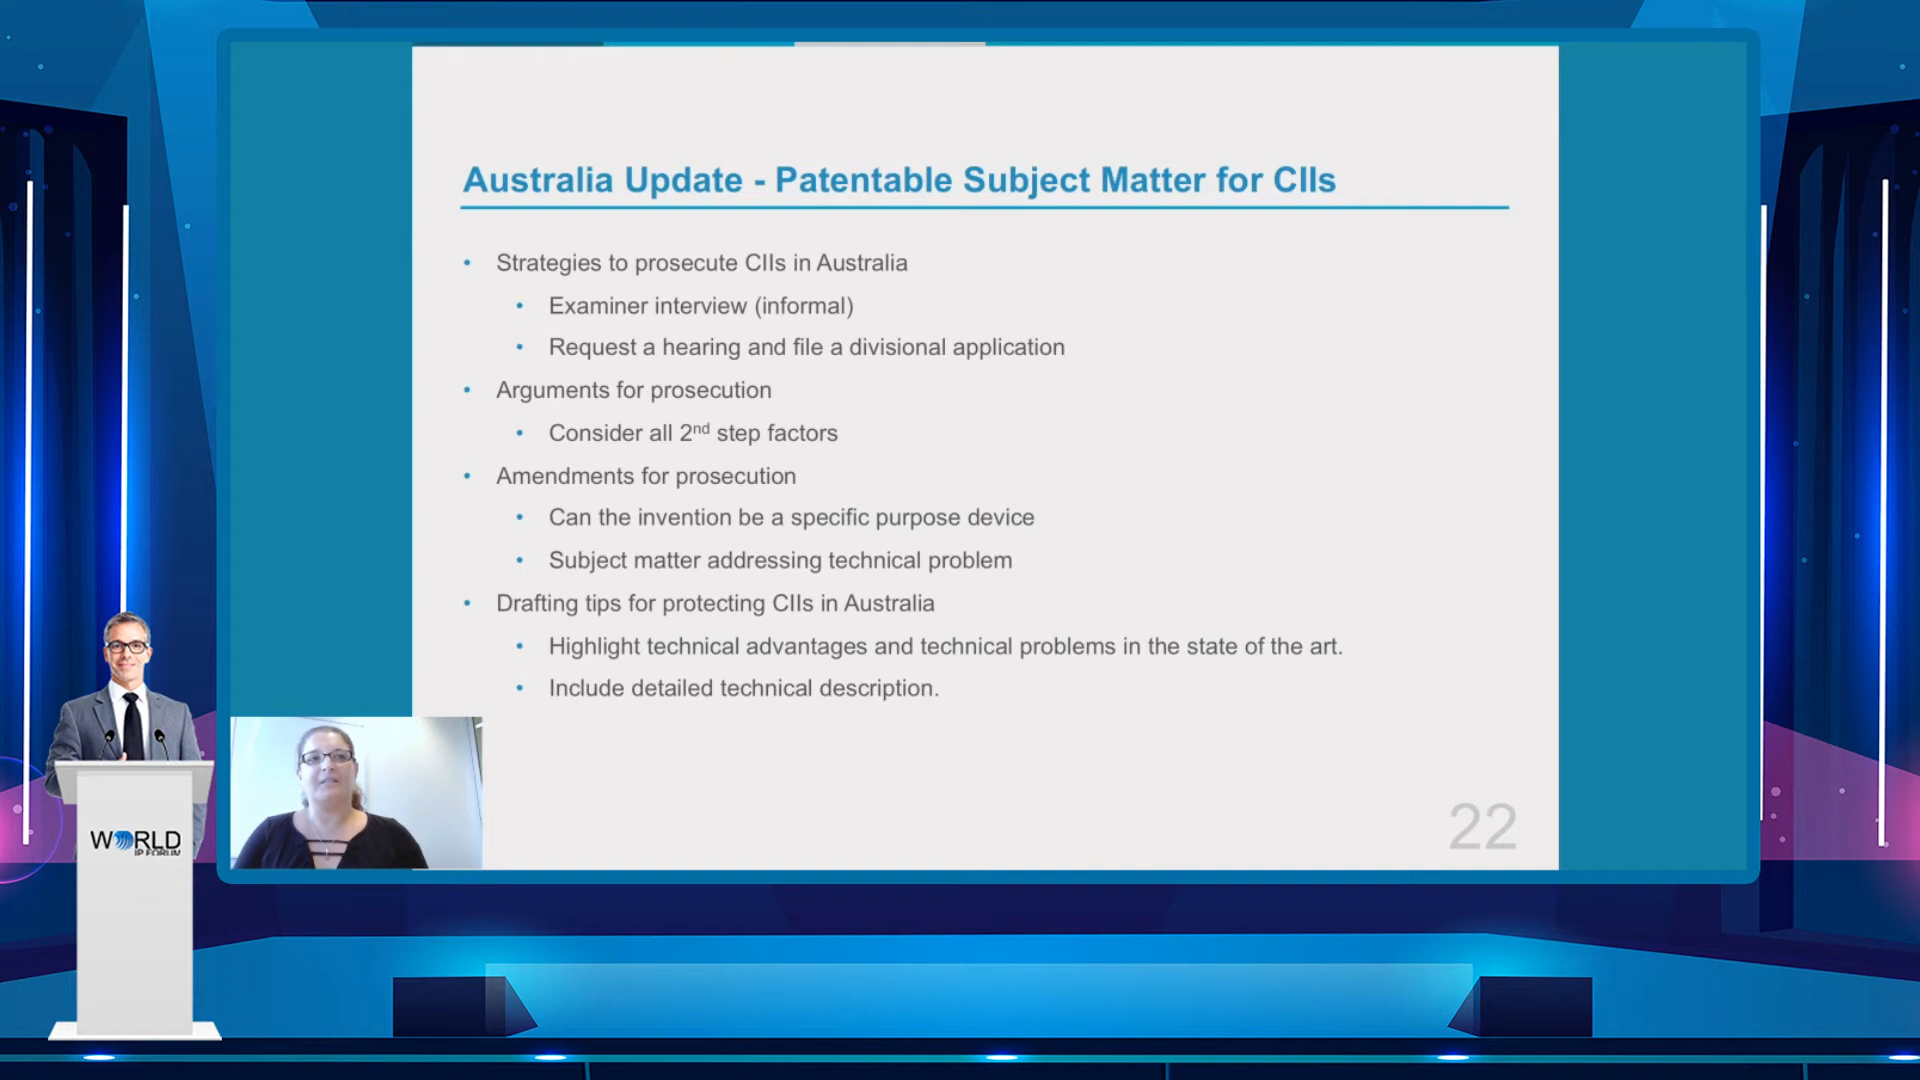 Australia Update - Patentable Subject Matter for CIIs
• Strategies to prosecute CIIs in Australia
• Examiner interview (informal)
• Request a hearing and file a divisional application
• Arguments for prosecution
• Consider all 2nd step factors
• Amendments for prosecution
• Can the invention be a specific purpose device
• Subject matter addressing technical problem
• Drafting tips for protecting CIIs in Australia
• Highlight technical advantages and technical problems in the state of the art.
• Include detailed technical description.
22
WORLD
IP FORUM